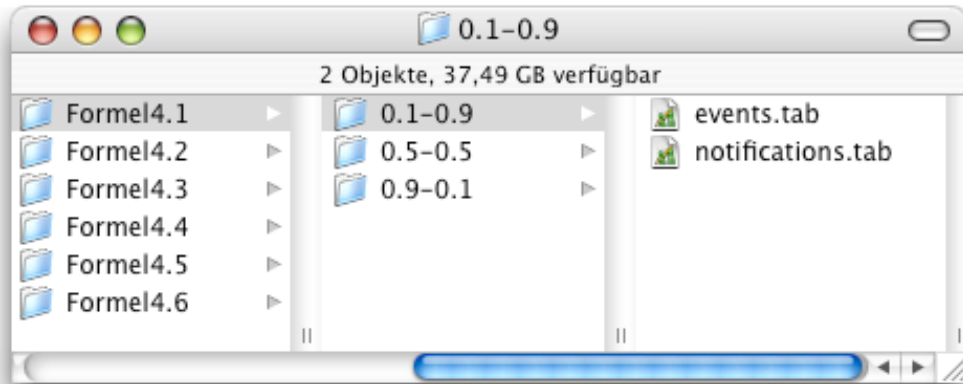 0.1–0.9
2 Objekte, 37,49 GB verfügbar
Formel4.1
Formel4.2
Formel4.3
Formel4.4
Formel4.5
Formel4.6
0.1–0.9
0.5–0.5
0.9–0.1
events.tab
notifications.tab